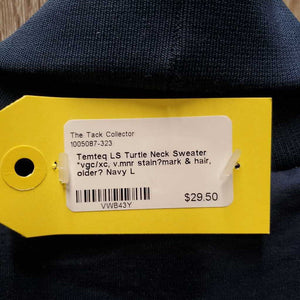 The Tack Collector
1005087-323
Temteq LS Turtle Neck Sweater
*vgc/xc, v.mnr stain?mark & hair,
older? Navy L
$29.50
VW843Y